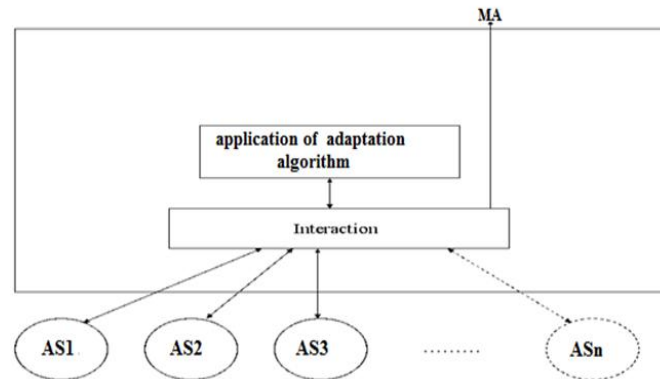 MA
application of adaptation
algorithm
Interaction
AS1 AS2 AS3 ........ ASn